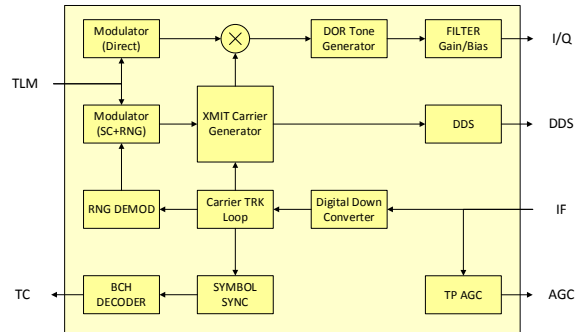 Modulator
(Direct)
DOR Tone
Generator
FILTER
Gain/Bias
I/Q
TLM
Modulator
(SC+RNG)
XMIT Carrier
Generator
DDS
DDS
RNG DEMOD
Carrier TRK
Loop
Digital Down
Converter
IF
TC
BCH
DECODER
SYMBOL
SYNC
TP AGC
AGC